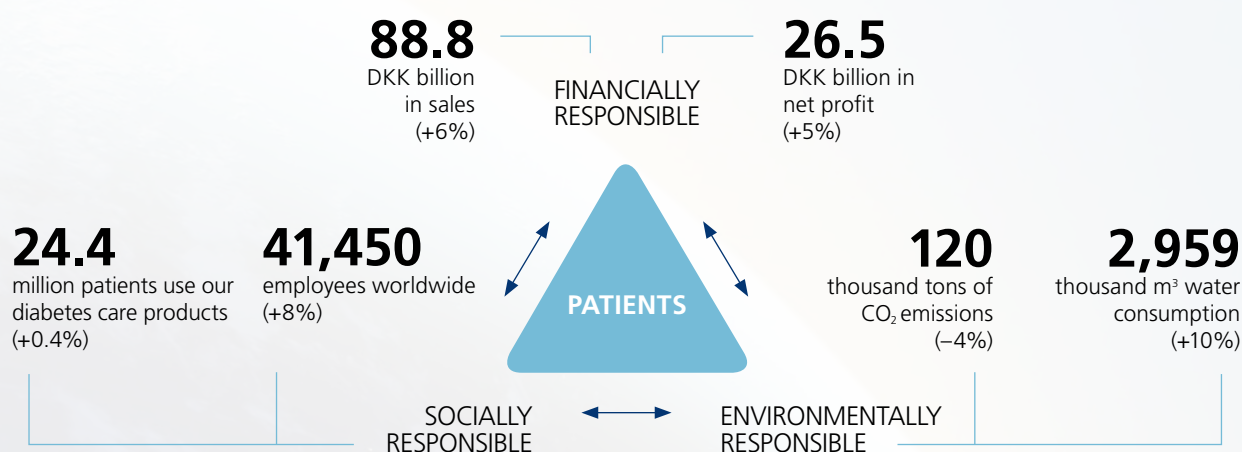 88.8
DKK billion
in sales
(+6%)
FINANCIALLY
RESPONSIBLE
26.5
DKK billion in
net profit
(+5%)
24.4
million patients use our
diabetes care products
(+0.4%)
41,450
employees worldwide
(+8%)
PATIENTS
120
thousand tons of
CO₂ emissions
(–4%)
2,959
thousand m³ water
consumption
(+10%)
SOCIALLY
RESPONSIBLE
ENVIRONMENTALLY
RESPONSIBLE